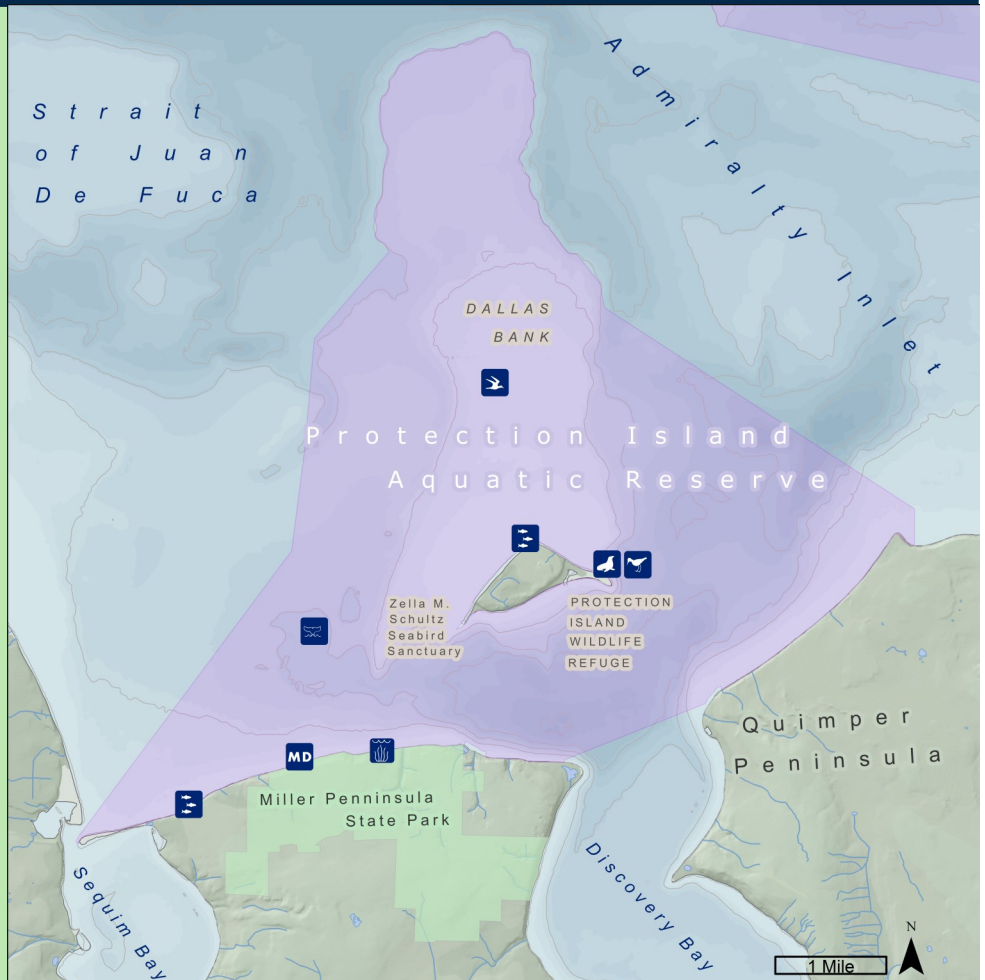 Strait
of Juan
De Fuca
Admiralty Inlet
DALLAS
BANK
Protection Island
Aquatic Reserve
Zella M.
Schultz
Seabird
Sanctuary
PROTECTION
ISLAND
WILDLIFE
REFUGE
Quimper
Peninsula
MD
Miller Penninsula
State Park
Sequim Bay
Discovery Bay
N
1 Mile